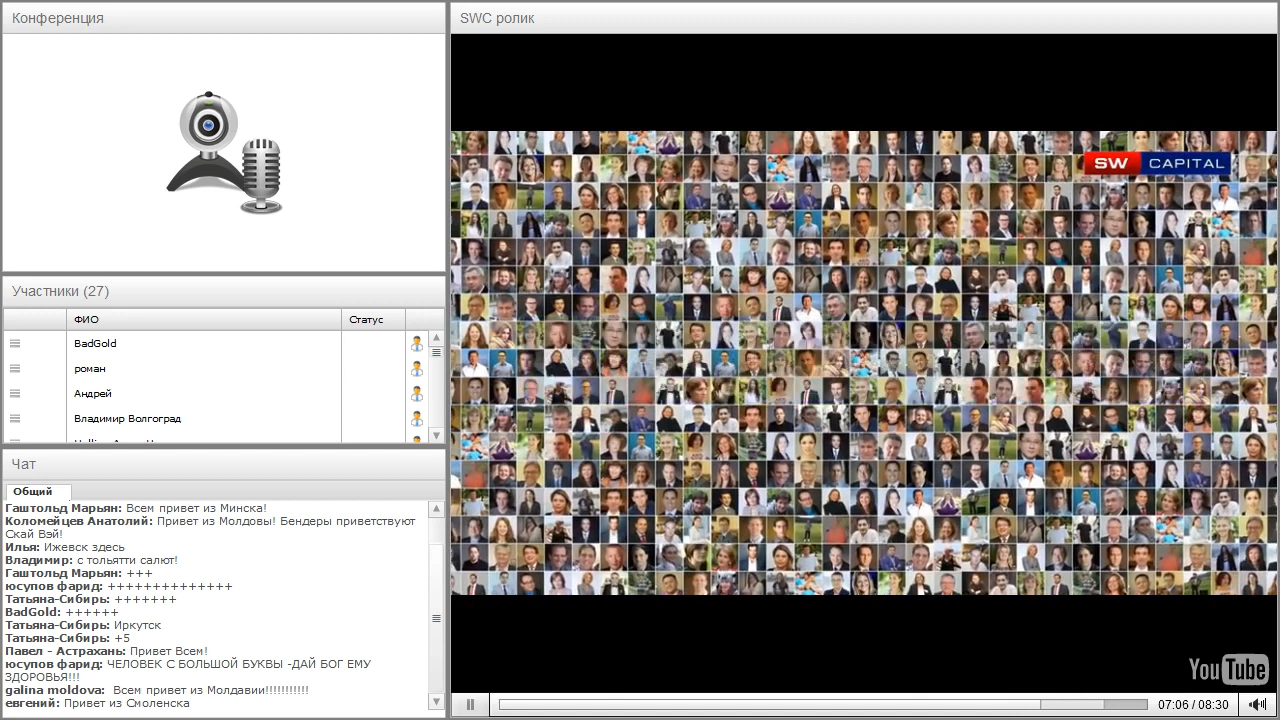 Конференция
SWC ролик
SW CAPITAL
Участники (27)
ФИО
Статус
BadGold
роман
Андрей
Владимир Волгоград
Чат
Общий
Гаштольд Марьян: Всем привет из Минска!
Коломейцев Анатолий: Привет из Молдовы! Бендеры приветствуют
Скай Вэй!
Илья: Ижевск здесь
Владимир: с тольятти салют!
Гаштольд Марьян: +++
юсупов фарид: ++++++++++++++
Татьяна-Сибирь: +++++++
BadGold: ++++++
Татьяна-Сибирь: Иркутск
Татьяна-Сибирь: +5
Павел - Астрахань: Привет Всем!
юсупов фарид: ЧЕЛОВЕК С БОЛЬШОЙ БУКВЫ -ДАЙ БОГ ЕМУ
ЗДОРОВЬЯ!!!
galina moldova: Всем привет из Молдавии!!!!!!!!!!!
евгений: Привет из Смоленска
YouTube
07:06 / 08:30